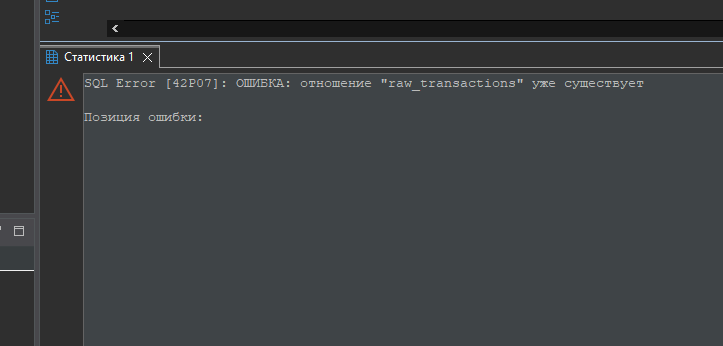 Статистика 1
SQL Error [42P07]: ОШИБКА: отношение "raw_transactions" уже существует
Позиция ошибки: